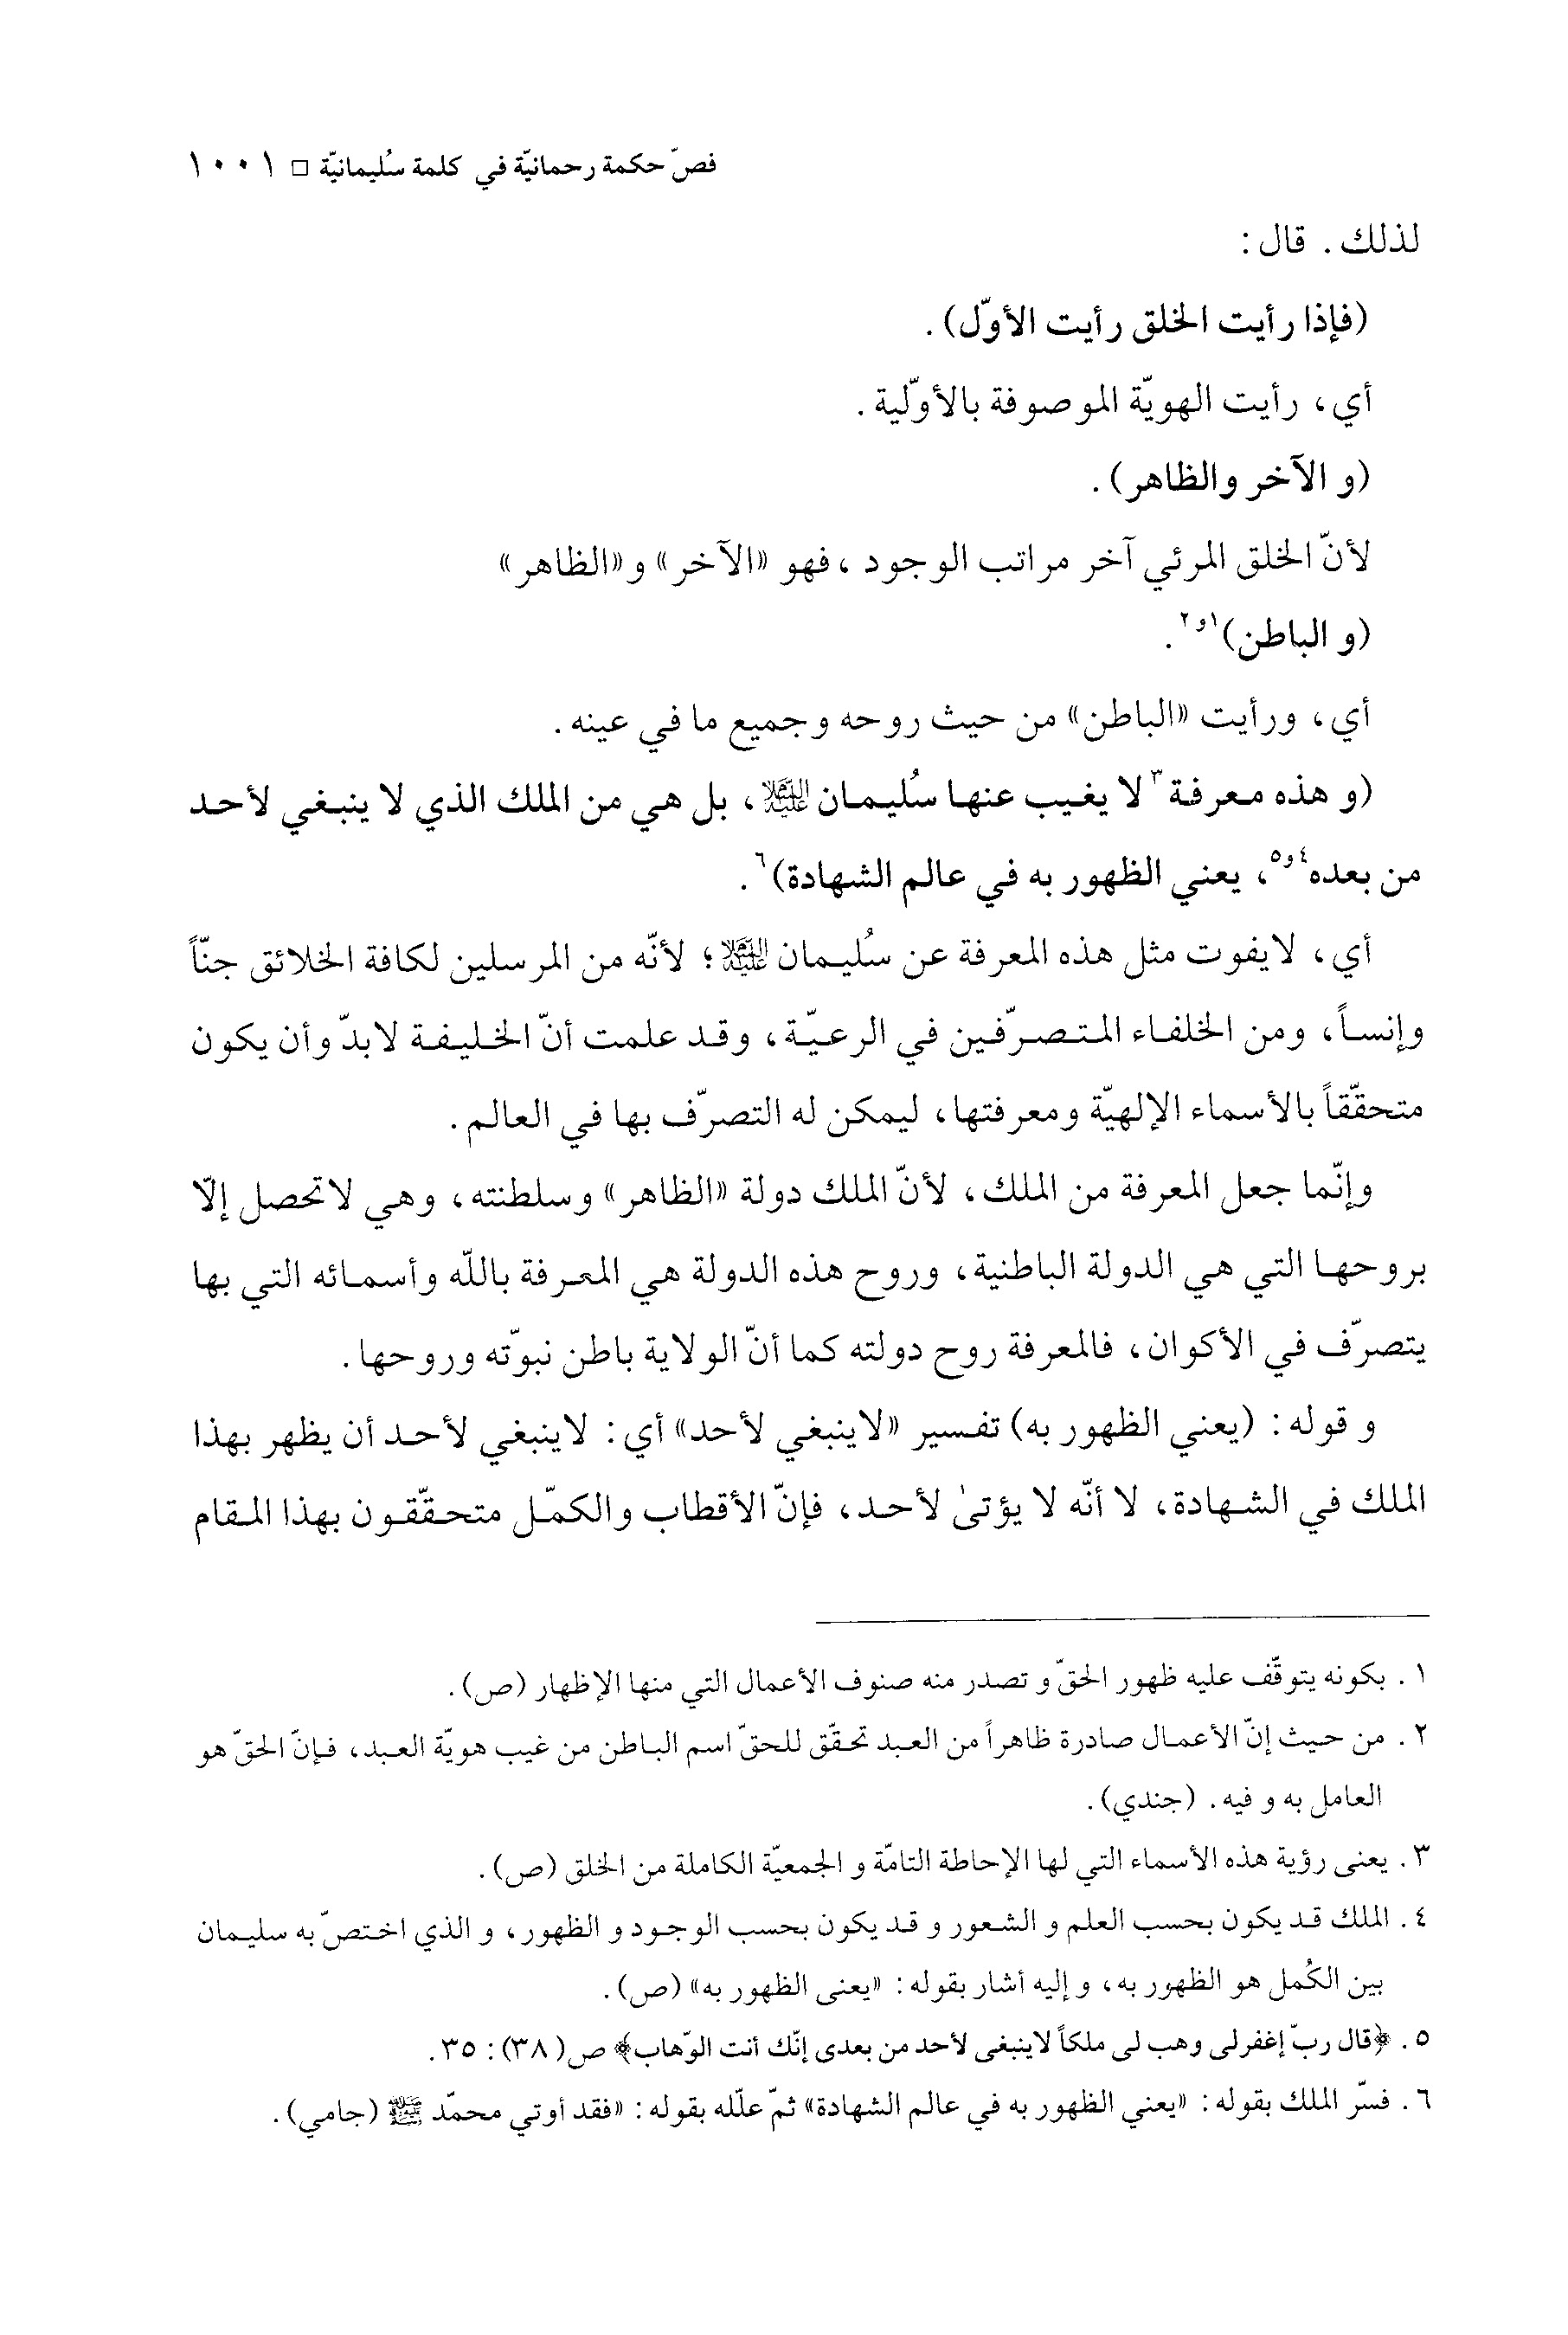 فصّ حكمة رحمانيّة في كلمة سُليمانيّة □ ١٠٠١
لذلك . قال :
(فإذا رأيت الخلق رأيت الأوّل) .
أي، رأيت الهويّة الموصوفة بالأوّلية .
(و الآخر والظاهر) .
لأنّ الخلق المرئي آخر مراتب الوجود ، فهو «الآخر» و«الظاهر»
(و الباطن)١و٢ .
أي، ورأيت «الباطن» من حيث روحه وجميع ما في عينه .
(و هذه معرفة٣ لا يغيب عنها سُليمان عليه السلام، بل هي من الملك الذي لا ينبغي لأحد
من بعده٤و٥، يعني الظهور به في عالم الشهادة)٦ .
أي، لايفوت مثل هذه المعرفة عن سُليمان عليه السلام؛ لأنّه من المرسلين لكافة الخلائق جنّاً
وإنساً، ومن الخلفاء المتصرّفين في الرعيّة، وقد علمت أنّ الخليفة لابدّ وأن يكون
متحقّقاً بالأسماء الإلهيّة ومعرفتها، ليمكن له التصرّف بها في العالم.
وإنّما جعل المعرفة من الملك، لأنّ الملك دولة «الظاهر» وسلطنته، وهي لاتحصل إلّا
بروحها التي هي الدولة الباطنية، وروح هذه الدولة هي المعرفة باللّه وأسمائه التي بها
يتصرّف في الأكوان، فالمعرفة روح دولته كما أنّ الولاية باطن نبوّته وروحها.
و قوله: (يعني الظهور به) تفسير «لاينبغي لأحد» أي: لاينبغي لأحد أن يظهر بهذا
الملك في الشهادة، لا أنّه لا يؤتىٰ لأحد، فإنّ الأقطاب والكمّل متحقّقون بهذا المقام
١ . بكونه يتوقّف عليه ظهور الحقّ و تصدر منه صنوف الأعمال التي منها الإظهار (ص).
٢ . من حيث إنّ الأعمال صادرة ظاهراً من العبد تحقّق للحقّ اسم الباطن من غيب هويّة العبد، فإنّ الحقّ هو
العامل به و فيه. (جندي).
٣ . يعنى رؤية هذه الأسماء التي لها الإحاطة التامّة و الجمعيّة الكاملة من الخلق (ص).
٤ . الملك قد يكون بحسب العلم و الشعور و قد يكون بحسب الوجود و الظهور، و الذي اختصّ به سليمان
بين الكُمل هو الظهور به، و إليه أشار بقوله: «يعنى الظهور به» (ص).
٥ . ﴿قال ربّ إغفرلى وهب لى ملكاً لاينبغى لأحد من بعدى إنّك أنت الوّهاب﴾ ص(٣٨): ٣٥.
٦ . فسّر الملك بقوله: «يعني الظهور به في عالم الشهادة» ثمّ علّله بقوله: «فقد أوتي محمّد ﷺ (جامي).